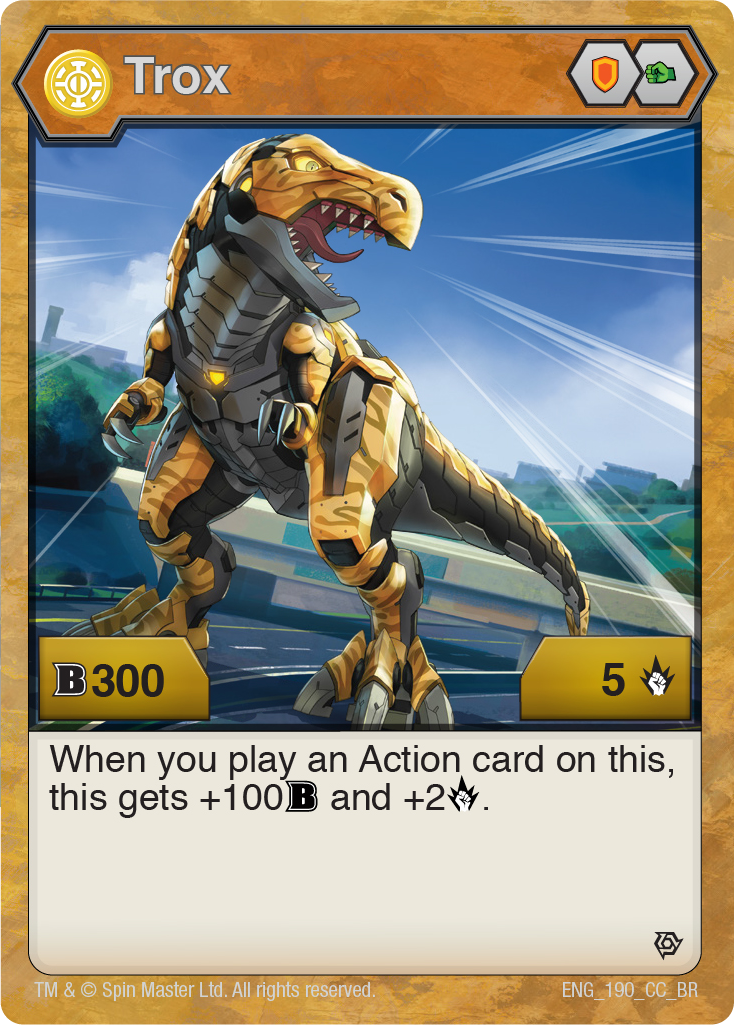 Trox
B 300
5
When you play an Action card on this,
this gets +100B and +2.
TM & © Spin Master Ltd. All rights reserved.
ENG_190_CC_BR